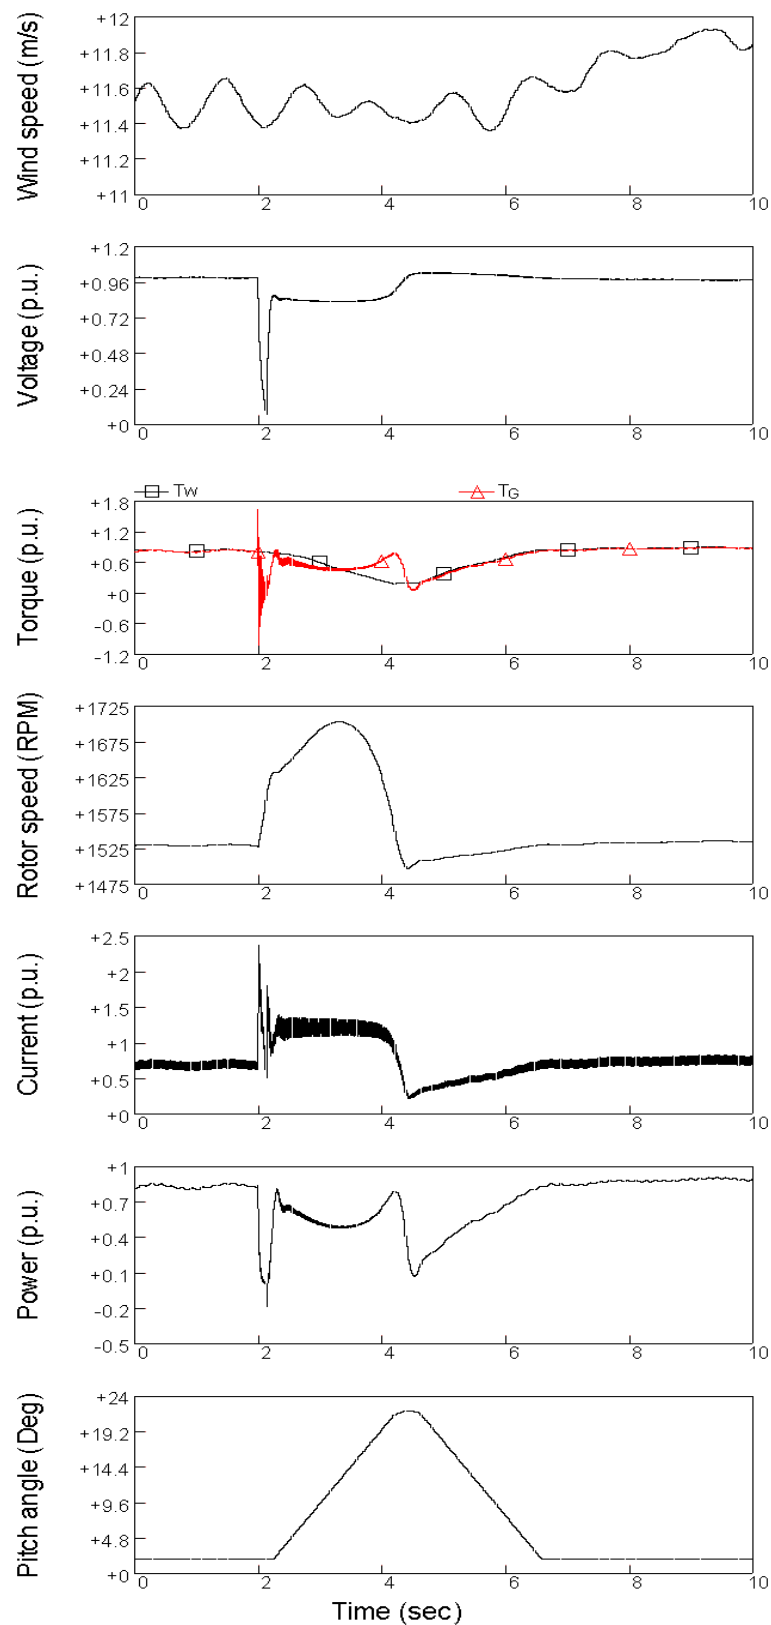 Wind speed (m/s)
+12
+11.8
+11.6
+11.4
+11.2
+11
0 2 4 6 8 10
Voltage (p.u.)
+1.2
+0.96
+0.72
+0.48
+0.24
+0
0 2 4 6 8 10
Torque (p.u.)
Tw TG
+1.8
+1.2
+0.6
+0
-0.6
-1.2
0 2 4 6 8 10
Rotor speed (RPM)
+1725
+1675
+1625
+1575
+1525
+1475
0 2 4 6 8 10
Current (p.u.)
+2.5
+2
+1.5
+1
+0.5
+0
0 2 4 6 8 10
Power (p.u.)
+1
+0.7
+0.4
+0.1
-0.2
-0.5
0 2 4 6 8 10
Pitch angle (Deg)
+24
+19.2
+14.4
+9.6
+4.8
+0
0 2 4 6 8 10
Time (sec)